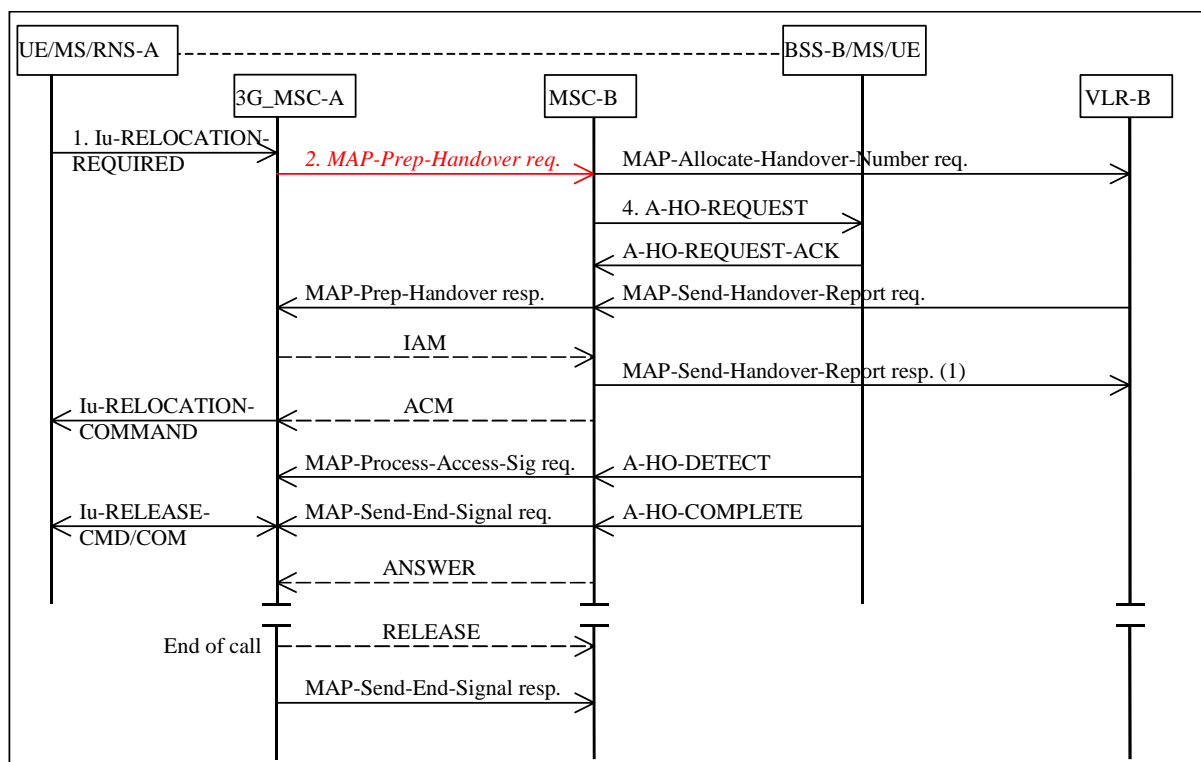 UE/MS/RNS-A
BSS-B/MS/UE
3G_MSC-A
MSC-B
VLR-B
1. Iu-RELOCATION-
REQUIRED
2. MAP-Prep-Handover req.
MAP-Allocate-Handover-Number req.
4. A-HO-REQUEST
A-HO-REQUEST-ACK
MAP-Prep-Handover resp.
MAP-Send-Handover-Report req.
IAM
MAP-Send-Handover-Report resp. (1)
Iu-RELOCATION-
COMMAND
ACM
MAP-Process-Access-Sig req.
A-HO-DETECT
Iu-RELEASE-
CMD/COM
MAP-Send-End-Signal req.
A-HO-COMPLETE
ANSWER
End of call
RELEASE
MAP-Send-End-Signal resp.